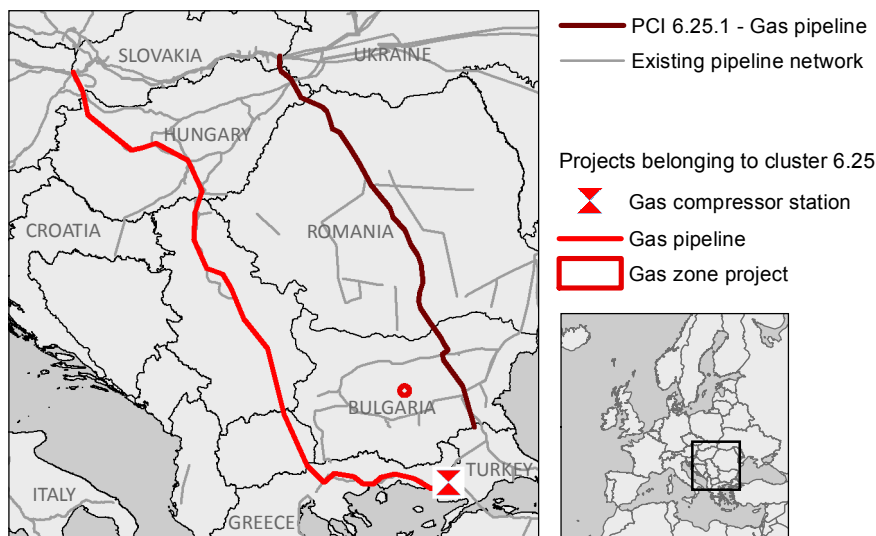 SLOVAKIA
UKRAINE
HUNGARY
CROATIA
ROMANIA
BULGARIA
TURKEY
ITALY
GREECE
PCI 6.25.1 - Gas pipeline
Existing pipeline network
Projects belonging to cluster 6.25
Gas compressor station
Gas pipeline
Gas zone project